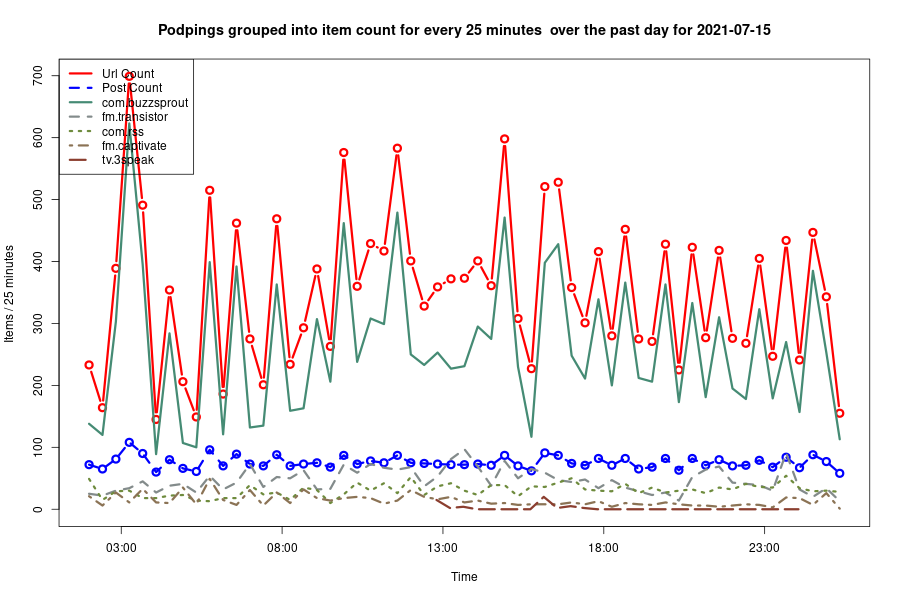 Podpings grouped into item count for every 25 minutes  over the past day for 2021-07-15
Items / 25 minutes
700
600
500
400
300
200
100
0
Url Count
Post Count
com.buzzsprout
fm.transistor
com.rss
fm.captivate
tv.3speak
03:00
08:00
13:00
18:00
23:00
Time